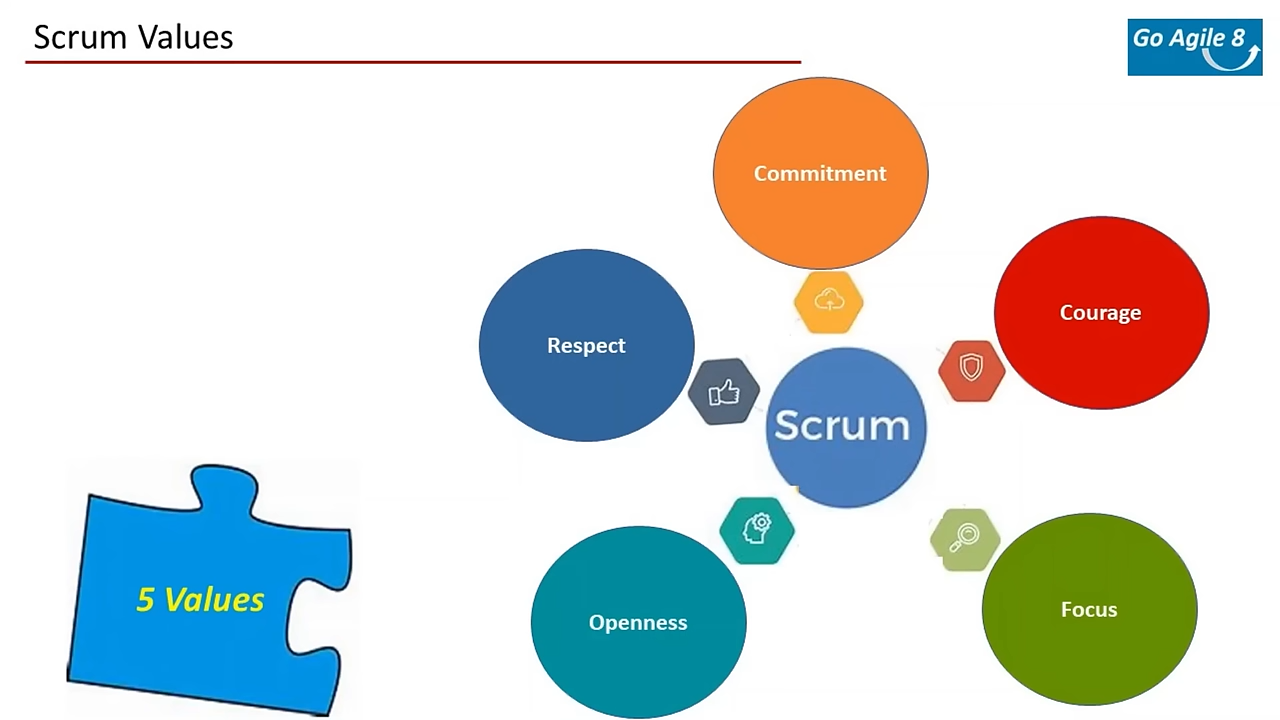 Scrum Values
Go Agile 8
Commitment
Courage
Respect
Scrum
5 Values
Openness
Focus